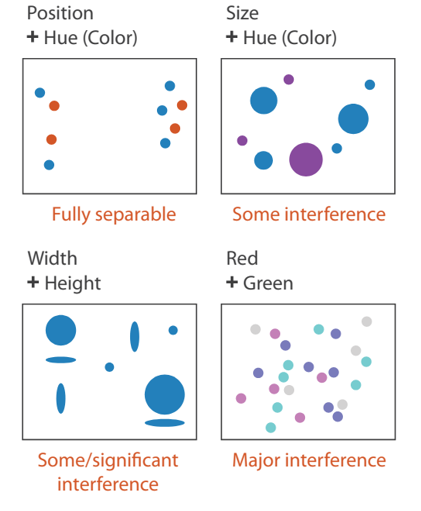 Position
+ Hue (Color)
Fully separable
Size
+ Hue (Color)
Some interference
Width
+ Height
Some/significant
interference
Red
+ Green
Major interference